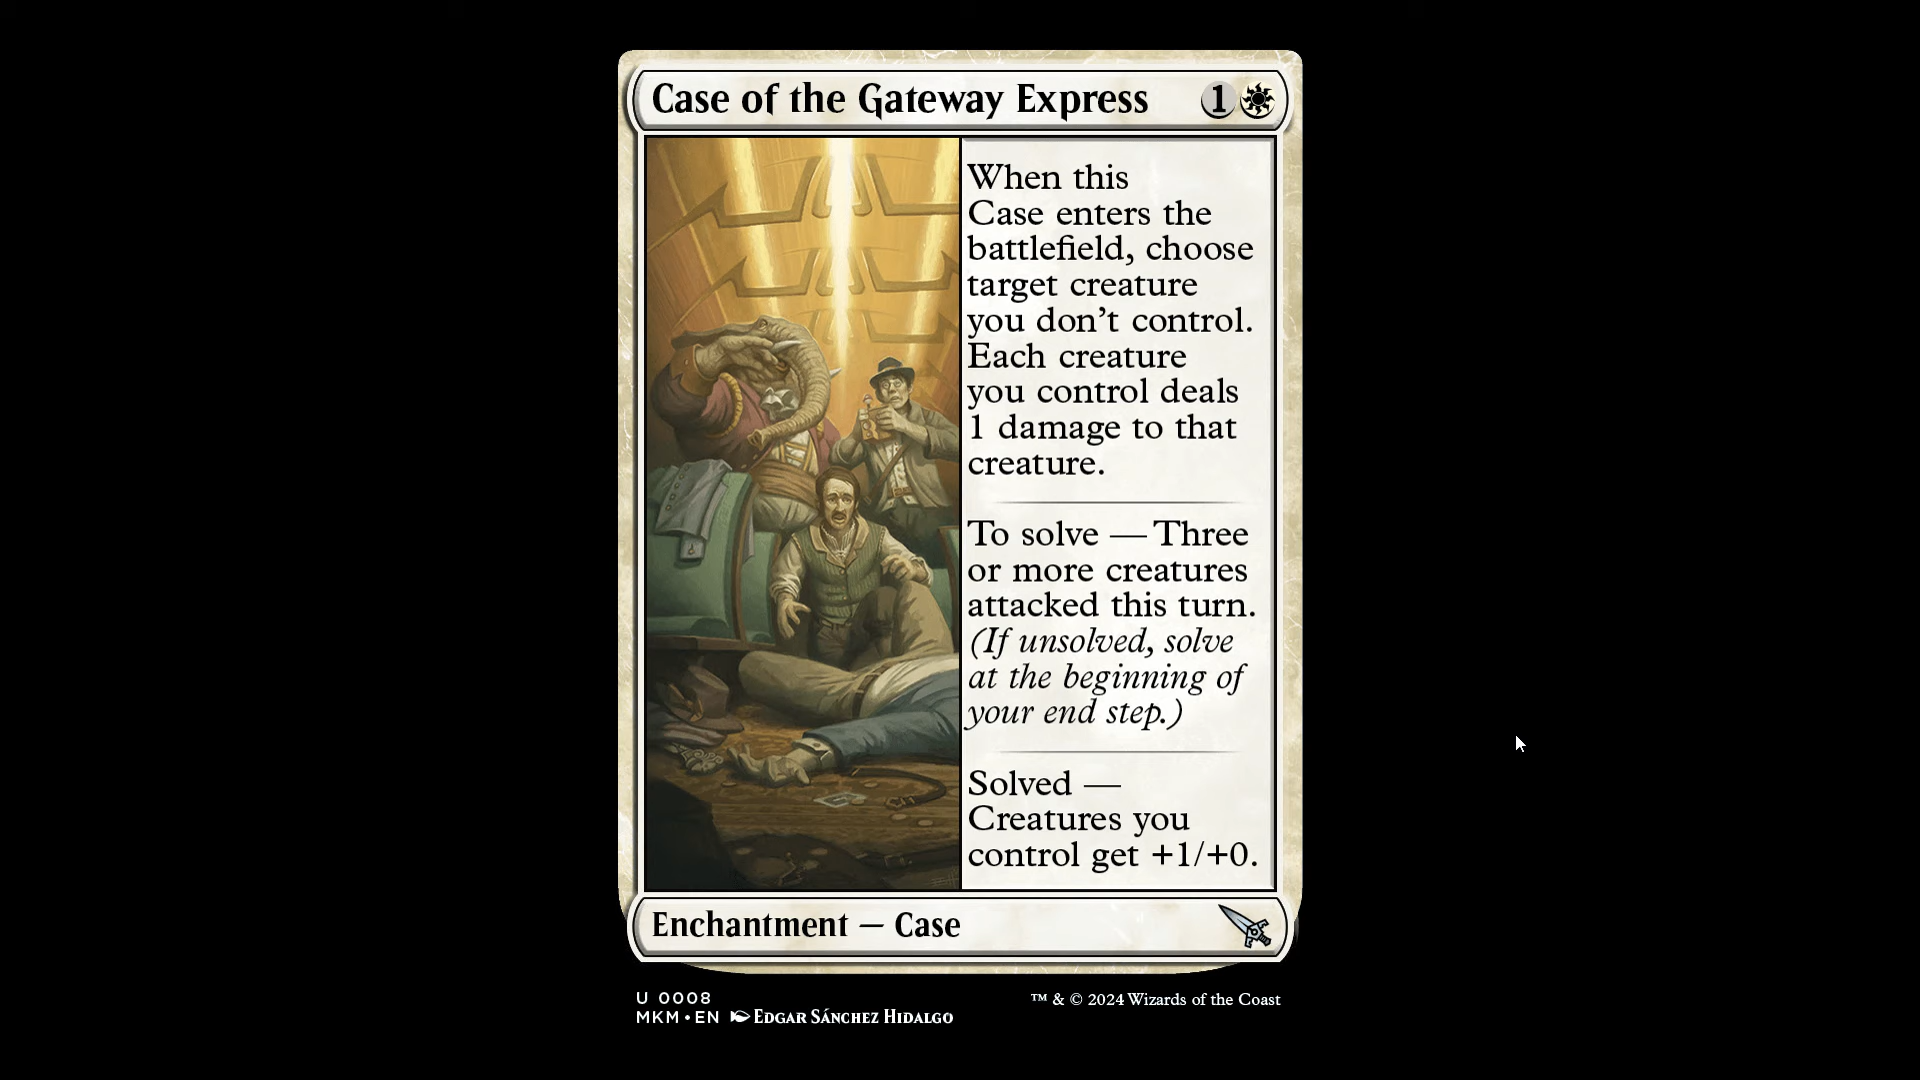 Case of the Gateway Express 1
When this
Case enters the
battlefield, choose
target creature
you don’t control.
Each creature
you control deals
1 damage to that
creature.
To solve — Three
or more creatures
attacked this turn.
(If unsolved, solve
at the beginning of
your end step.)
Solved —
Creatures you
control get +1/+0.
Enchantment — Case
U 0008
MKM • EN EDGAR SÁNCHEZ HIDALGO
™ & © 2024 Wizards of the Coast